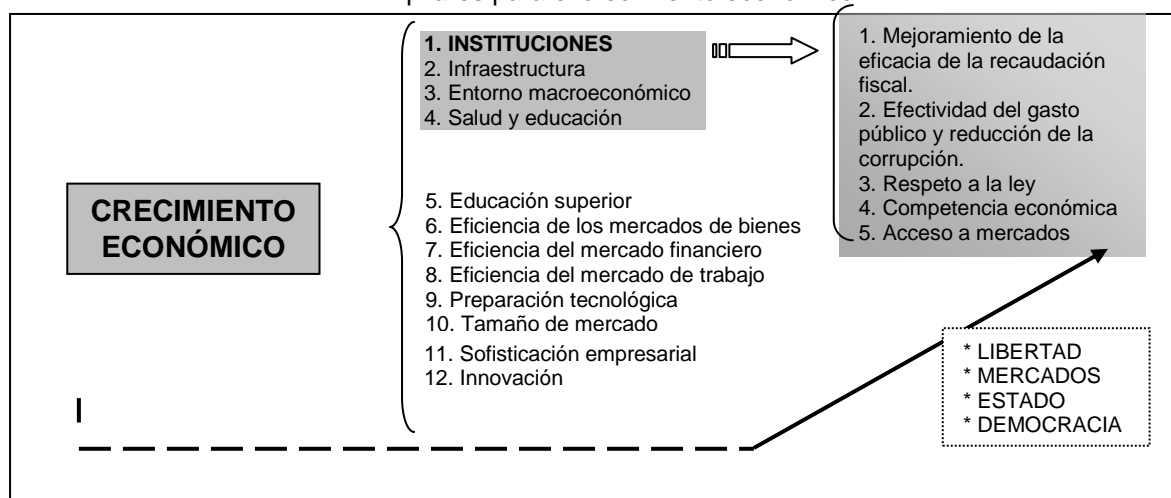 CRECIMIENTO
ECONÓMICO
1. INSTITUCIONES
2. Infraestructura
3. Entorno macroeconómico
4. Salud y educación
5. Educación superior
6. Eficiencia de los mercados de bienes
7. Eficiencia del mercado financiero
8. Eficiencia del mercado de trabajo
9. Preparación tecnológica
10. Tamaño de mercado
11. Sofisticación empresarial
12. Innovación
1. Mejoramiento de la
eficacia de la recaudación
fiscal.
2. Efectividad del gasto
público y reducción de la
corrupción.
3. Respeto a la ley
4. Competencia económica
5. Acceso a mercados
* LIBERTAD
* MERCADOS
* ESTADO
* DEMOCRACIA